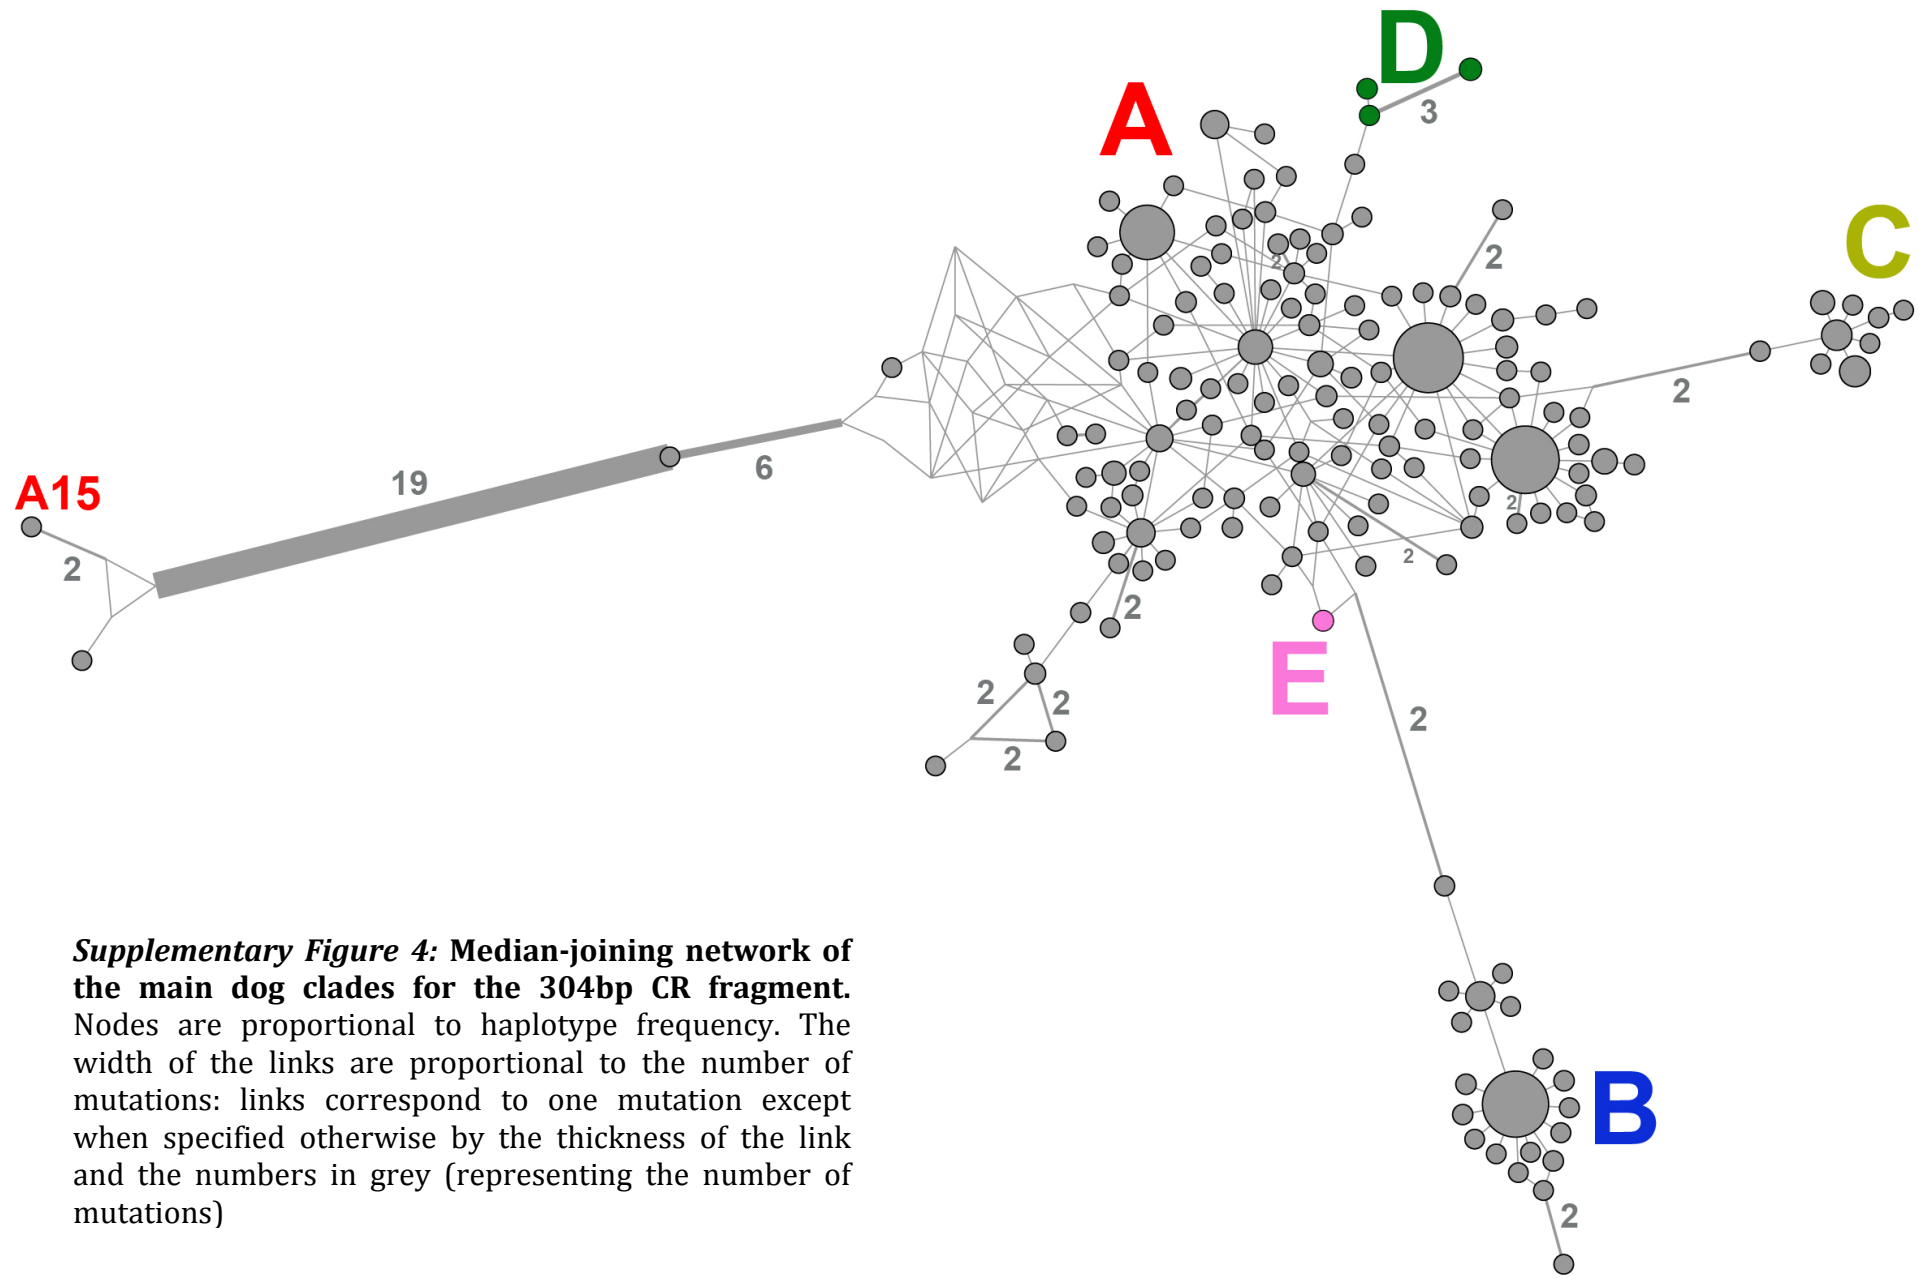 D
A
3
C
2
2
2
A15
19
6
2
2
2
2
E
2
2
2
2
2
B
2
Supplementary Figure 4: Median-joining network of
the main dog clades for the 304bp CR fragment.
Nodes are proportional to haplotype frequency. The
width of the links are proportional to the number of
mutations: links correspond to one mutation except
when specified otherwise by the thickness of the link
and the numbers in grey (representing the number of
mutations)